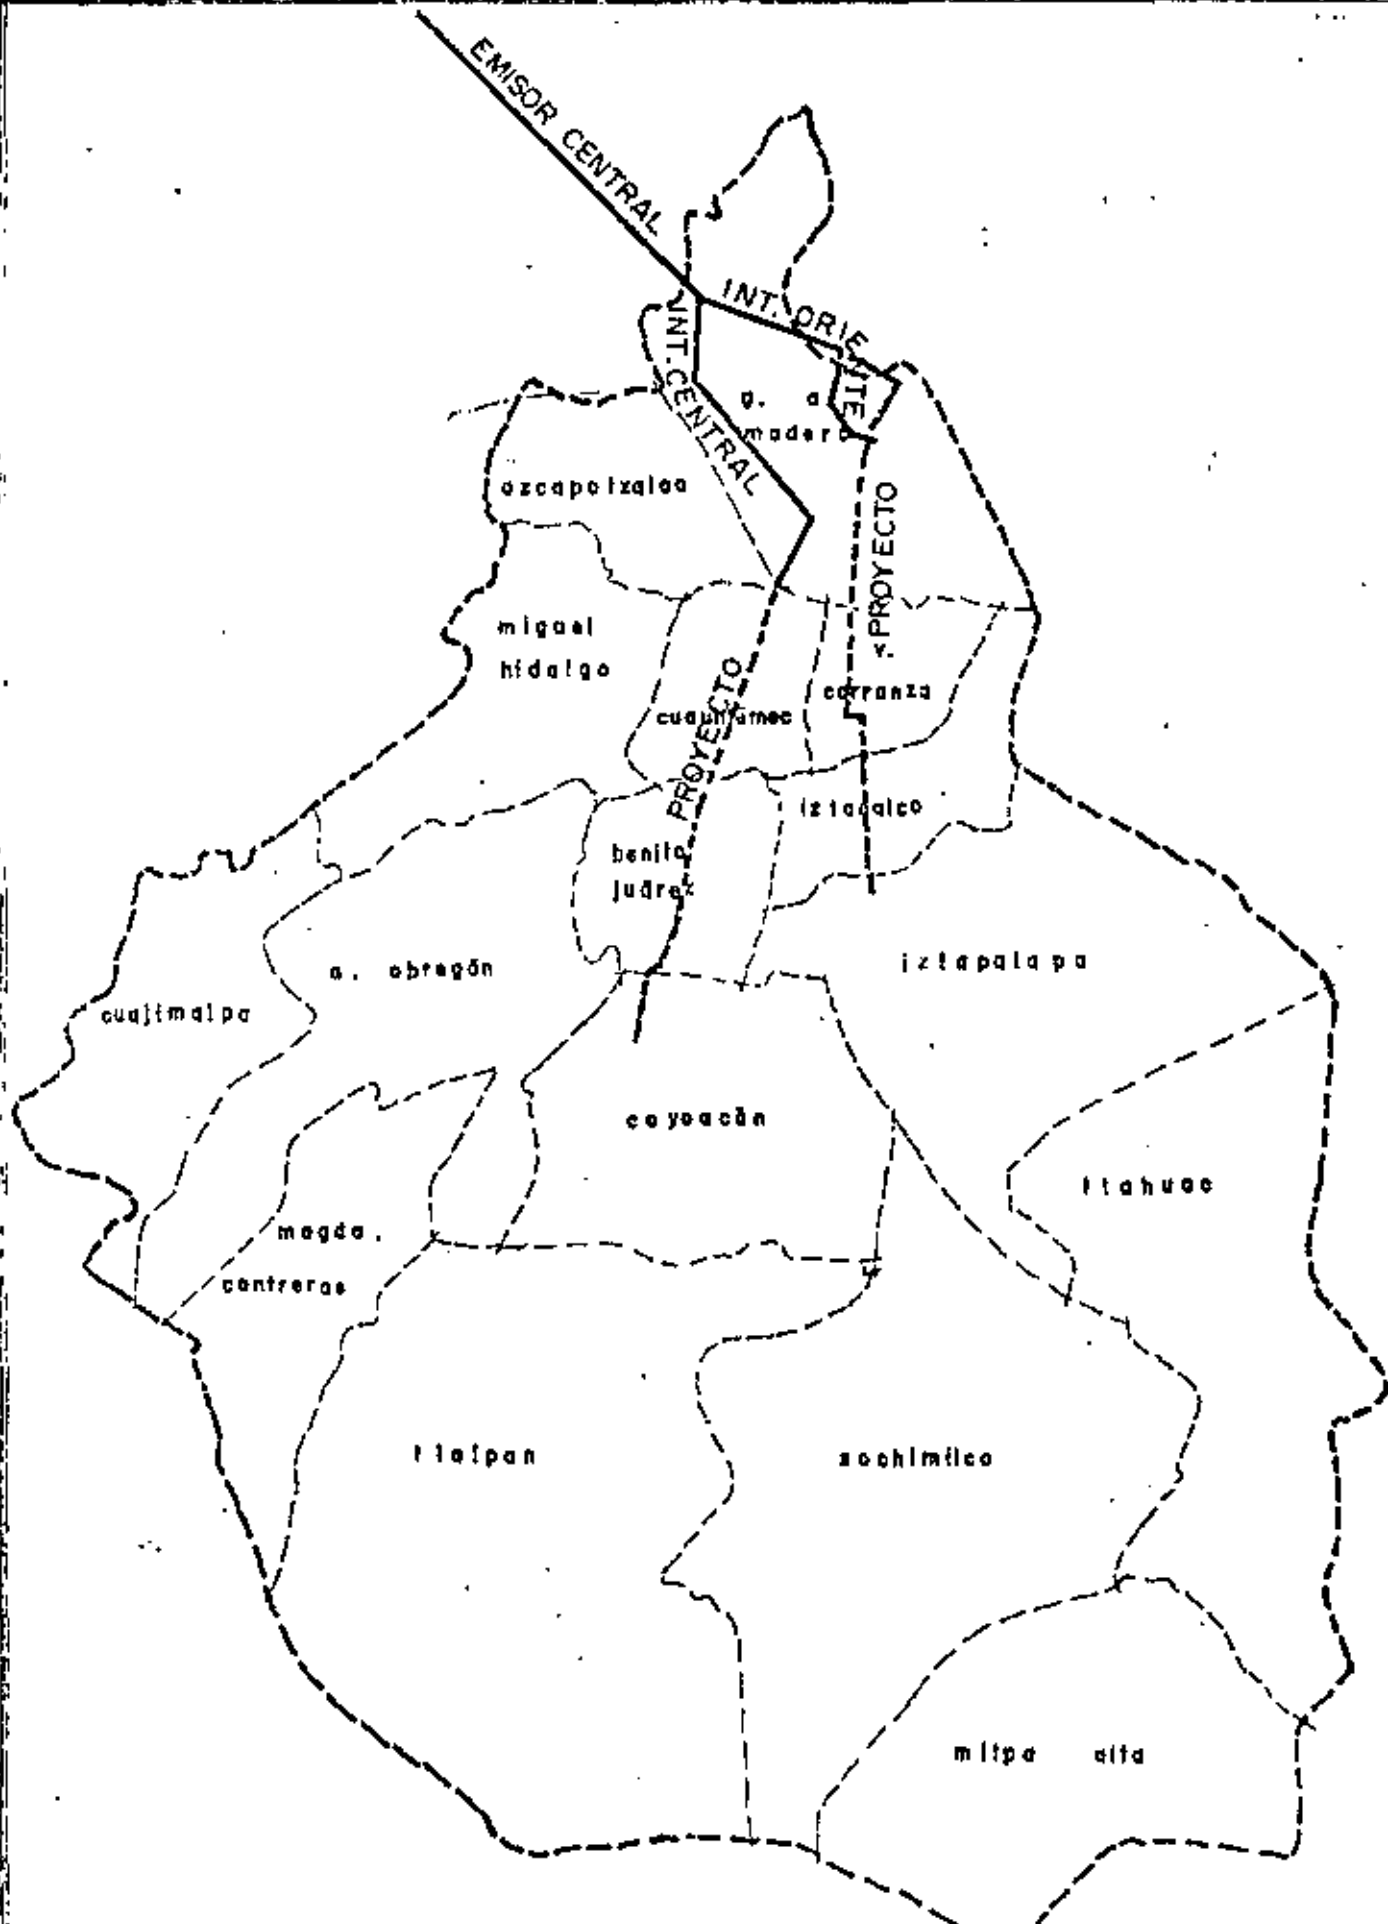 EMISOR CENTRAL
INT. ORIENTE
INT. CENTRAL
g. a.
madero
azcapotzalco
PROYECTO
miguel
hidalgo
v.
carranza
cuauhtemoc
PROYECTO
iztacalco
benito
juárez
a. obregón
iztapalapa
cuajimalpa
coyoacán
tlahuac
magda.
contreras
tlalpan
xochimilco
milpa alta